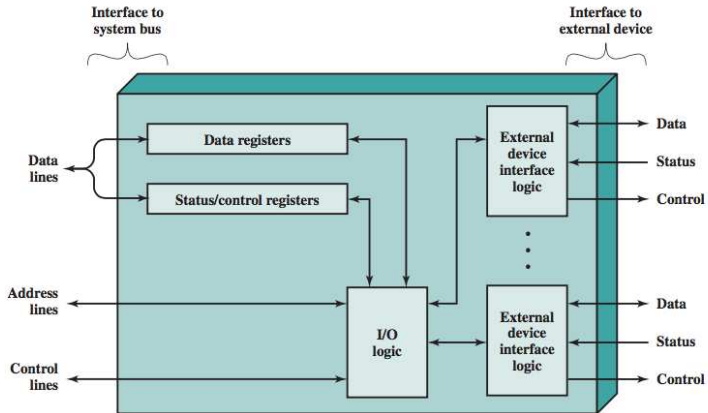 Interface to
system bus
Interface to
external device
Data registers
External
device
interface
logic
Data
Status
Control
Data
lines
Status/control registers
Address
lines
I/O
logic
External
device
interface
logic
Data
Status
Control
Control
lines